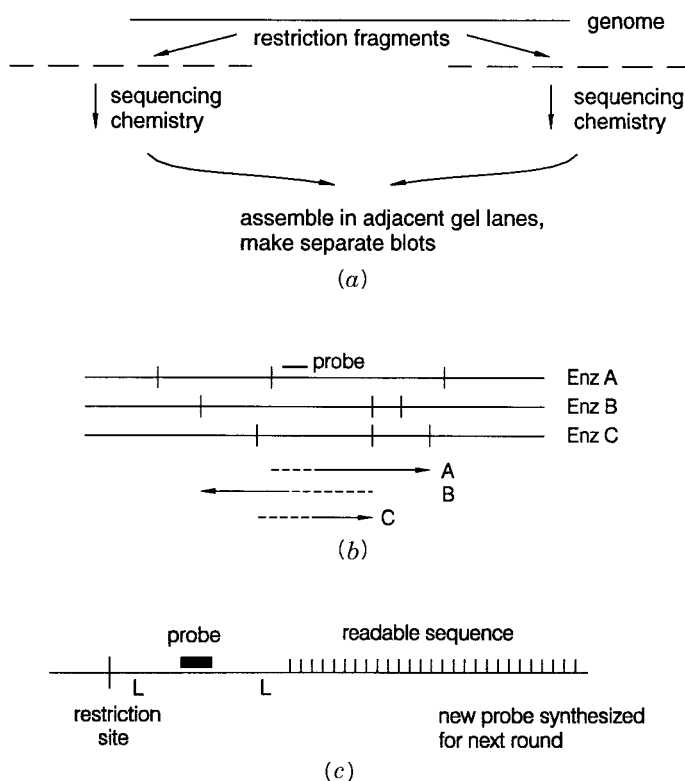 genome
restriction fragments
sequencing
chemistry
sequencing
chemistry
assemble in adjacent gel lanes,
make separate blots
(a)
probe
Enz A
Enz B
Enz C
A
B
C
(b)
probe
readable sequence
L
L
restriction
site
new probe synthesized
for next round
(c)